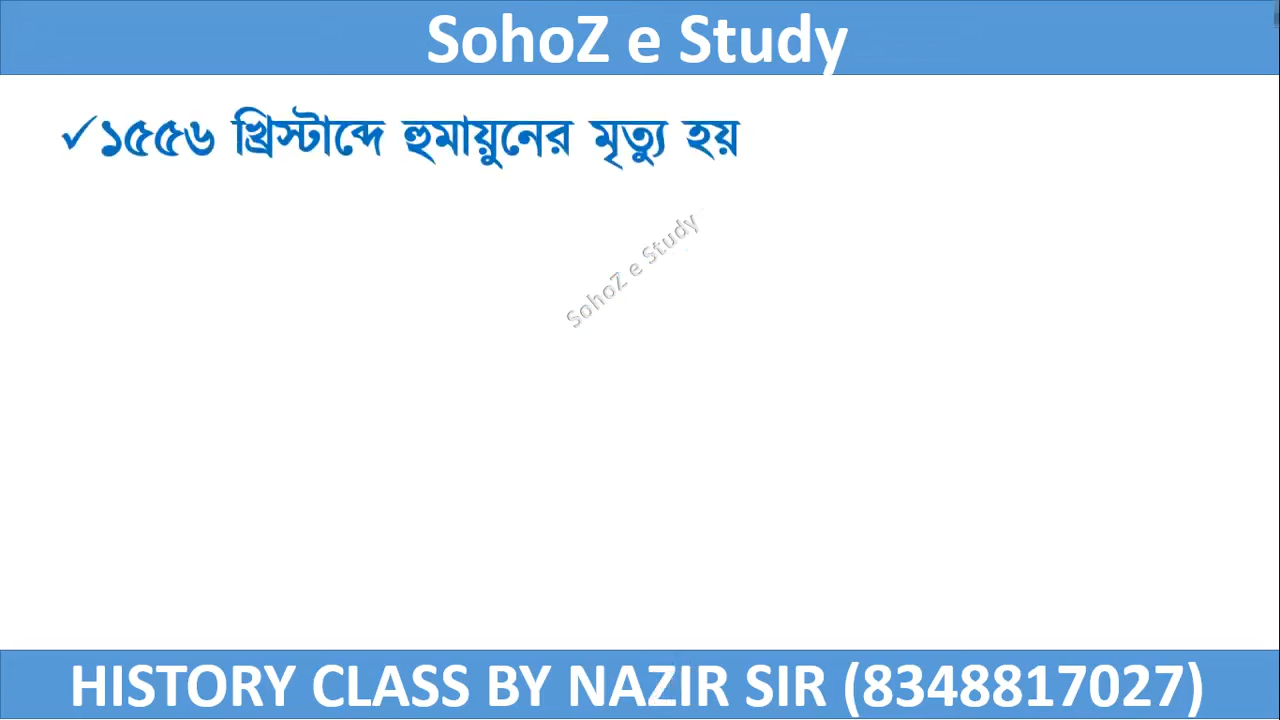 SohoZ e Study
✓১৫৫৬ খ্রিস্টাব্দে হুমায়ুনের মৃত্যু হয়
SohoZ e Study
HISTORY CLASS BY NAZIR SIR (8348817027)